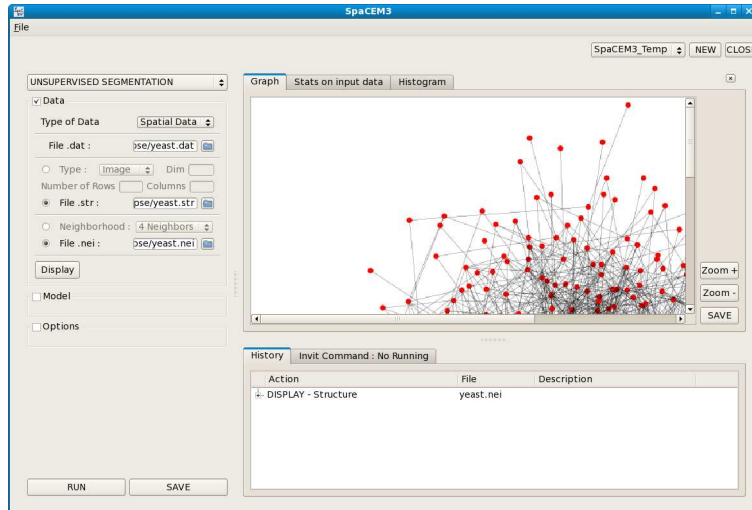 SpaCEM3
File
SpaCEM3_Temp NEW CLOS
UNSUPERVISED SEGMENTATION
Data
Type of Data Spatial Data
File .dat : ose/yeast.dat
Type : Image Dim
Number of Rows Columns
File .str : ose/yeast.str
Neighborhood : 4 Neighbors
File .nei : ose/yeast.nei
Display
Model
Options
RUN SAVE
Graph Stats on input data Histogram
Zoom +
Zoom -
SAVE
History Invit Command : No Running
Action File Description
DISPLAY - Structure yeast.nei